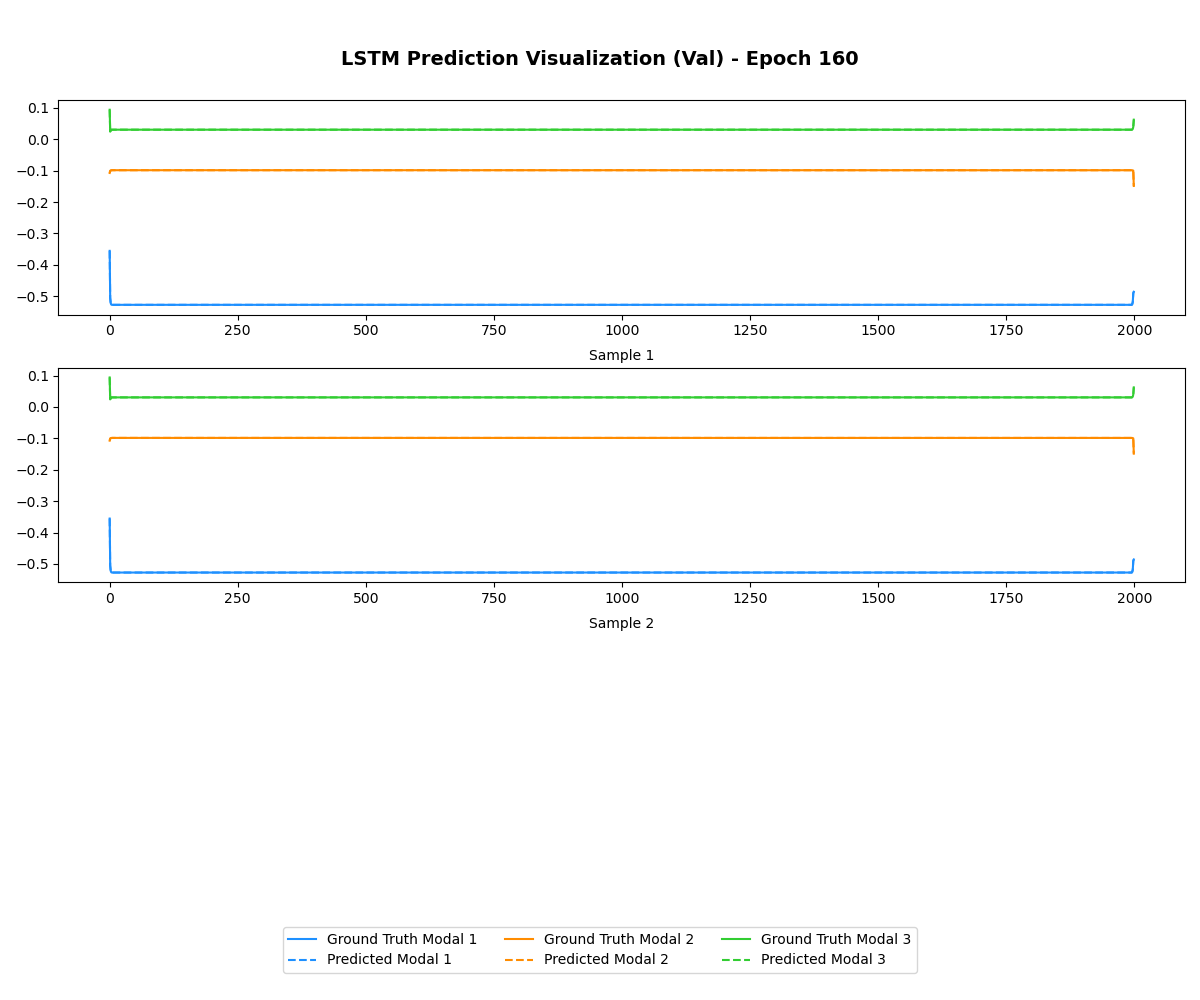 LSTM Prediction Visualization (Val) - Epoch 160
0.1
0.0
−0.1
−0.2
−0.3
−0.4
−0.5
0 250 500 750 1000 1250 1500 1750 2000
Sample 1
0.1
0.0
−0.1
−0.2
−0.3
−0.4
−0.5
0 250 500 750 1000 1250 1500 1750 2000
Sample 2
Ground Truth Modal 1 Ground Truth Modal 2 Ground Truth Modal 3
Predicted Modal 1 Predicted Modal 2 Predicted Modal 3